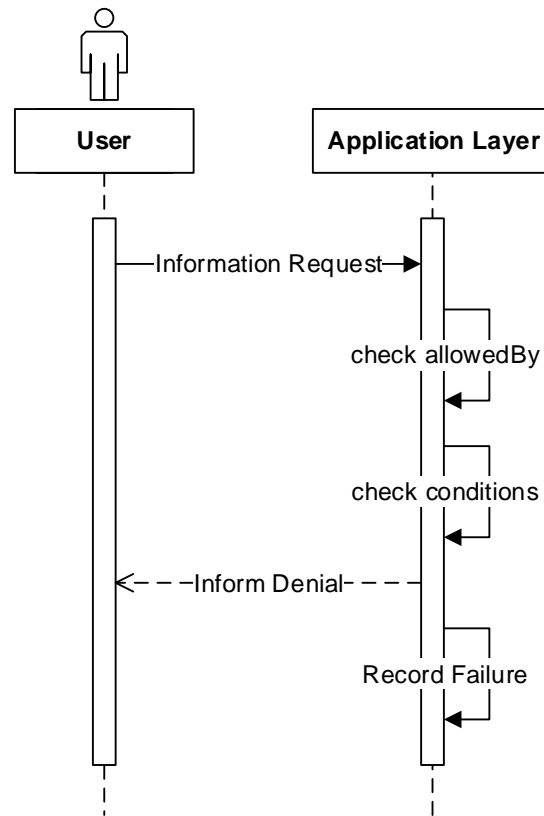 User
Application Layer
Information Request
check allowedBy
check conditions
Inform Denial
Record Failure